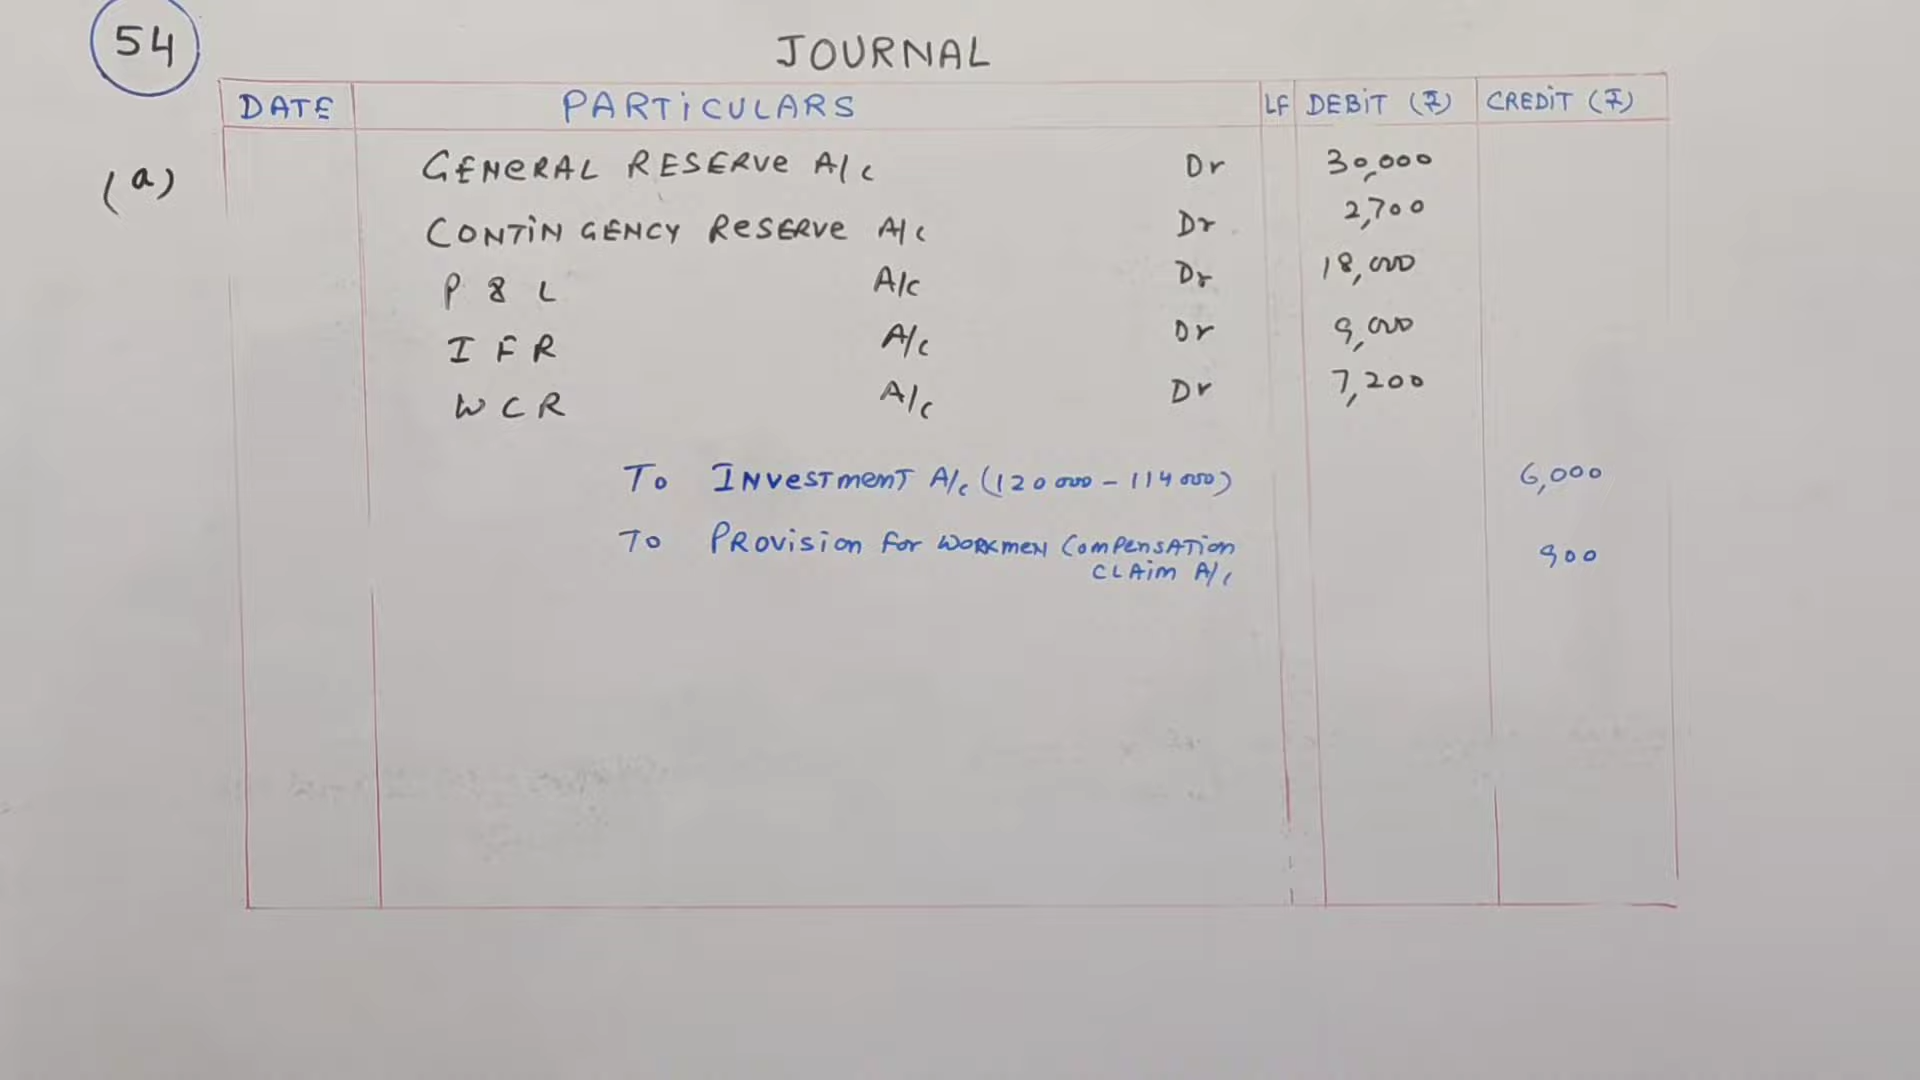 54
JOURNAL
DATE PARTICULARS LF DEBIT (₹) CREDIT (₹)
(a) GENERAL RESERVE A/c Dr 30,000
CONTINGENCY RESERVE A/c Dr 2,700
P & L A/c Dr 18,000
I F R A/c Dr 9,000
W C R A/c Dr 7,200
To Investment A/c (120000 - 114000) 6,000
To Provision for Workmen Compensation 900
Claim A/c